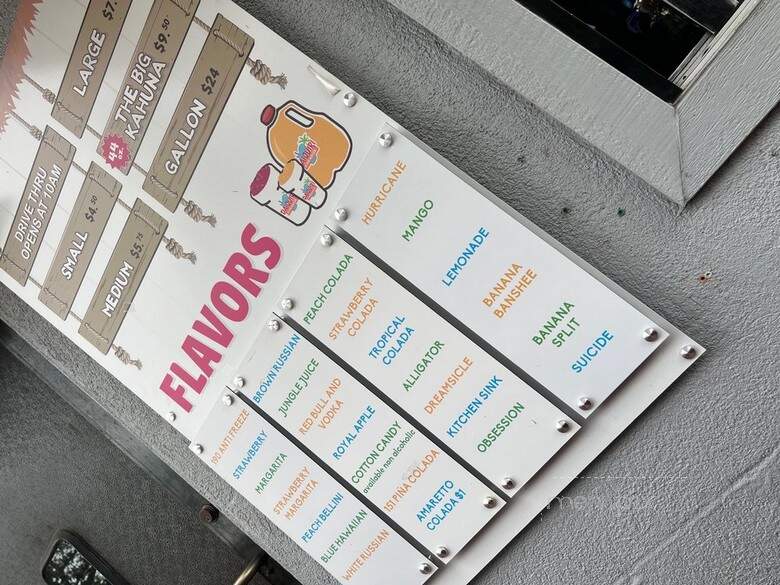 DRIVE THRU
OPENS AT 10AM
SMALL $4.50
MEDIUM $5.75
LARGE $7.
THE BIG
KAHUNA $9.50
44
OZ.
GALLON $24
FLAVORS
190 ANTI FREEZE
STRAWBERRY
MARGARITA
STRAWBERRY
MARGARITA
PEACH BELLINI
BLUE HAWAIIAN
WHITE RUSSIAN
BROWN RUSSIAN
JUNGLE JUICE
RED BULL AND
VODKA
ROYAL APPLE
COTTON CANDY
available non alcoholic
151 PIÑA COLADA
AMARETTO
COLADA $1
PEACH COLADA
STRAWBERRY
COLADA
TROPICAL
COLADA
ALLIGATOR
DREAMSICLE
KITCHEN SINK
OBSESSION
HURRICANE
MANGO
LEMONADE
BANANA
BANSHEE
BANANA
SPLIT
SUICIDE